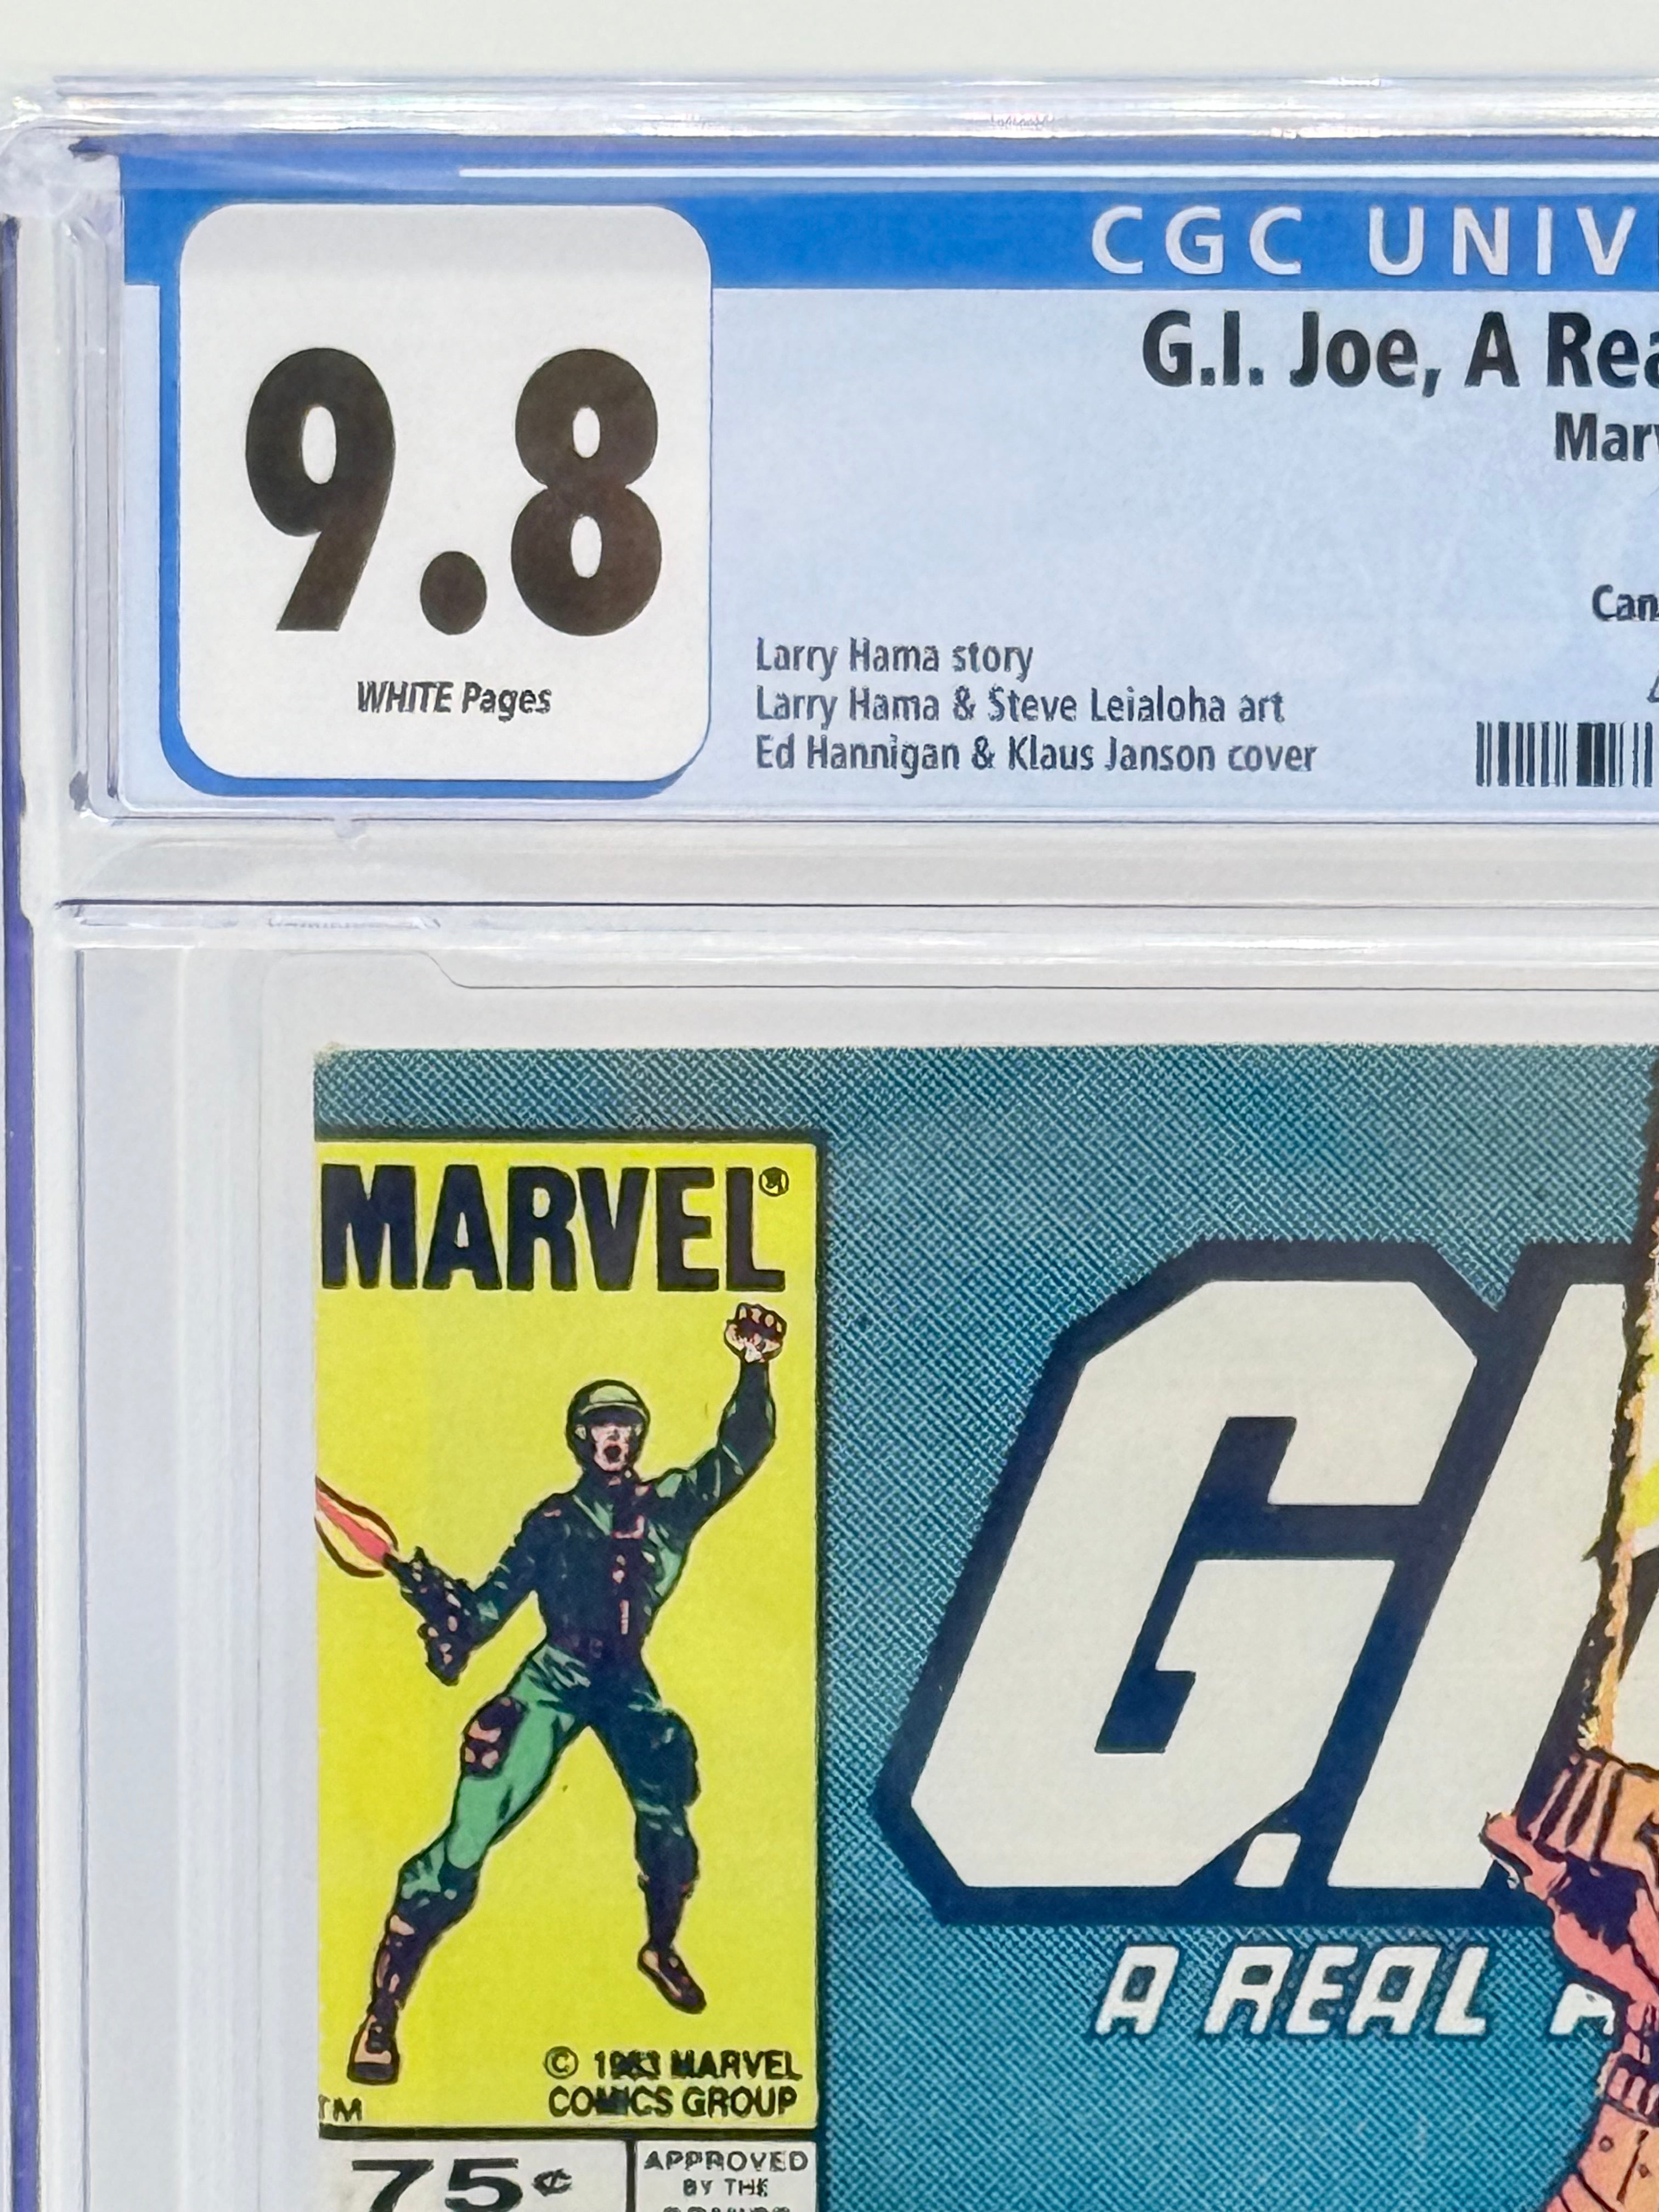 CGC UNIV
9.8
WHITE Pages
G.I. Joe, A Rea
Marv
Can
Larry Hama story
Larry Hama & Steve Leialoha art
Ed Hannigan & Klaus Janson cover
MARVEL®
G.I.
A REAL A
© 1983 MARVEL
COMICS GROUP
TM
75¢
APPROVED
BY THE